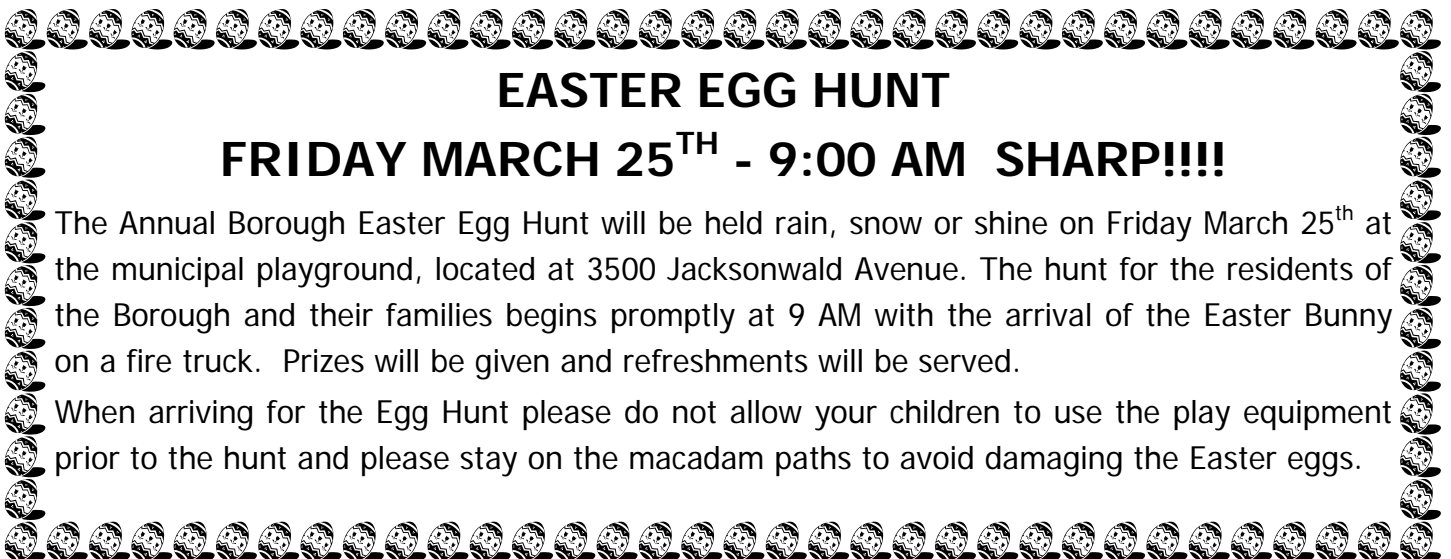 EASTER EGG HUNT
FRIDAY MARCH 25TH - 9:00 AM SHARP!!!!
The Annual Borough Easter Egg Hunt will be held rain, snow or shine on Friday March 25th at
the municipal playground, located at 3500 Jacksonwald Avenue. The hunt for the residents of
the Borough and their families begins promptly at 9 AM with the arrival of the Easter Bunny
on a fire truck. Prizes will be given and refreshments will be served.
When arriving for the Egg Hunt please do not allow your children to use the play equipment
prior to the hunt and please stay on the macadam paths to avoid damaging the Easter eggs.